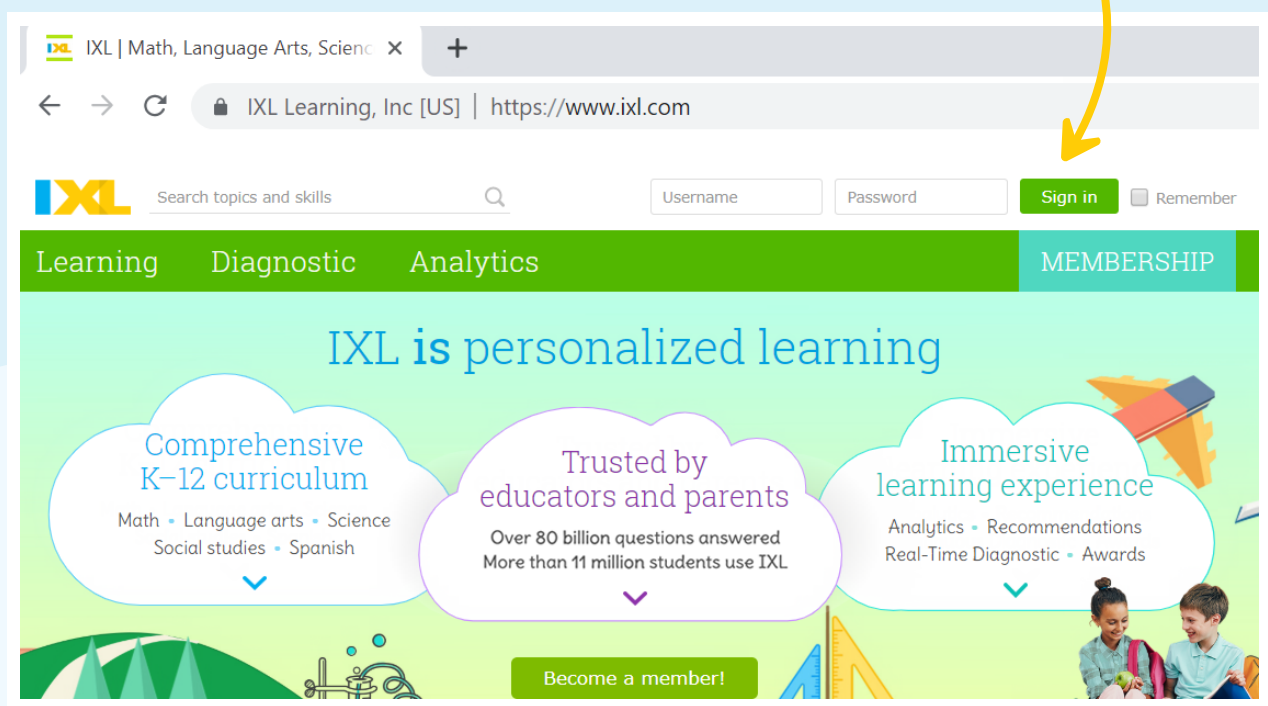 IXL | Math, Language Arts, Scienc
IXL Learning, Inc [US] | https://www.ixl.com
IXL Search topics and skills Username Password Sign in Remember
Learning Diagnostic Analytics MEMBERSHIP
IXL is personalized learning
Comprehensive
K–12 curriculum
Math • Language arts • Science
Social studies • Spanish
Trusted by
educators and parents
Over 80 billion questions answered
More than 11 million students use IXL
Immersive
learning experience
Analytics • Recommendations
Real-Time Diagnostic • Awards
Become a member!